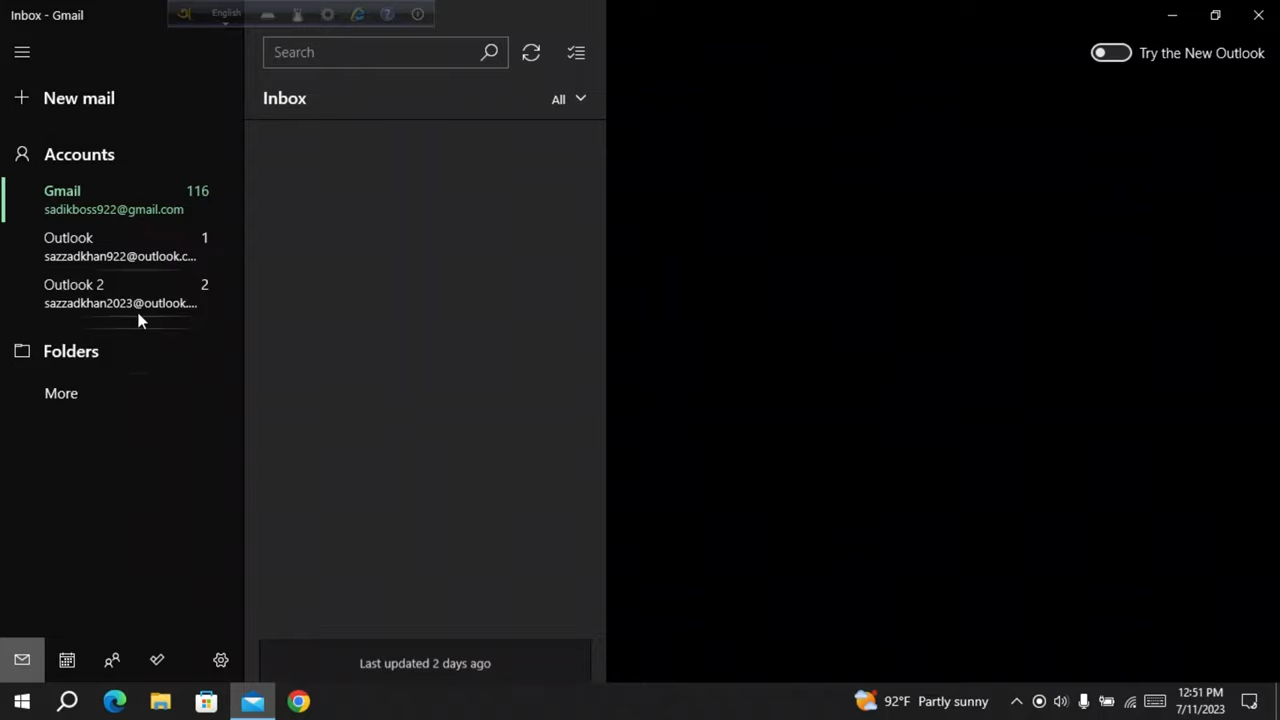 Inbox - Gmail
English
Search
Try the New Outlook
New mail
Inbox
All
Accounts
Gmail 116
sadikboss922@gmail.com
Outlook 1
sazzadkhan922@outlook.c...
Outlook 2 2
sazzadkhan2023@outlook....
Folders
More
Last updated 2 days ago
92°F Partly sunny
12:51 PM
7/11/2023